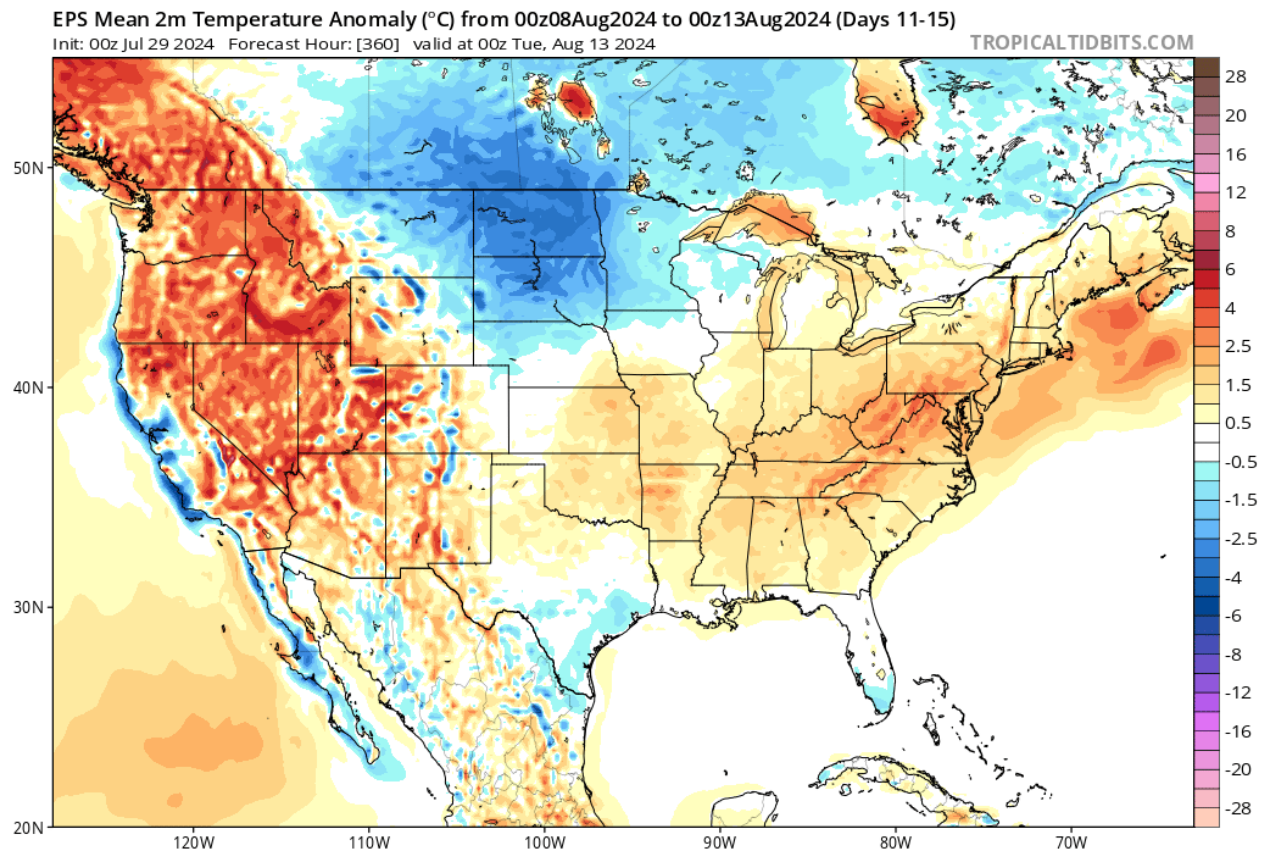 EPS Mean 2m Temperature Anomaly (°C) from 00z08Aug2024 to 00z13Aug2024 (Days 11-15)
Init: 00z Jul 29 2024 Forecast Hour: [360] valid at 00z Tue, Aug 13 2024 TROPICALTIDBITS.COM
28
20
16
12
8
6
4
2.5
1.5
0.5
-0.5
-1.5
-2.5
-4
-6
-8
-12
-16
-20
-28
50N
40N
30N
20N
120W 110W 100W 90W 80W 70W